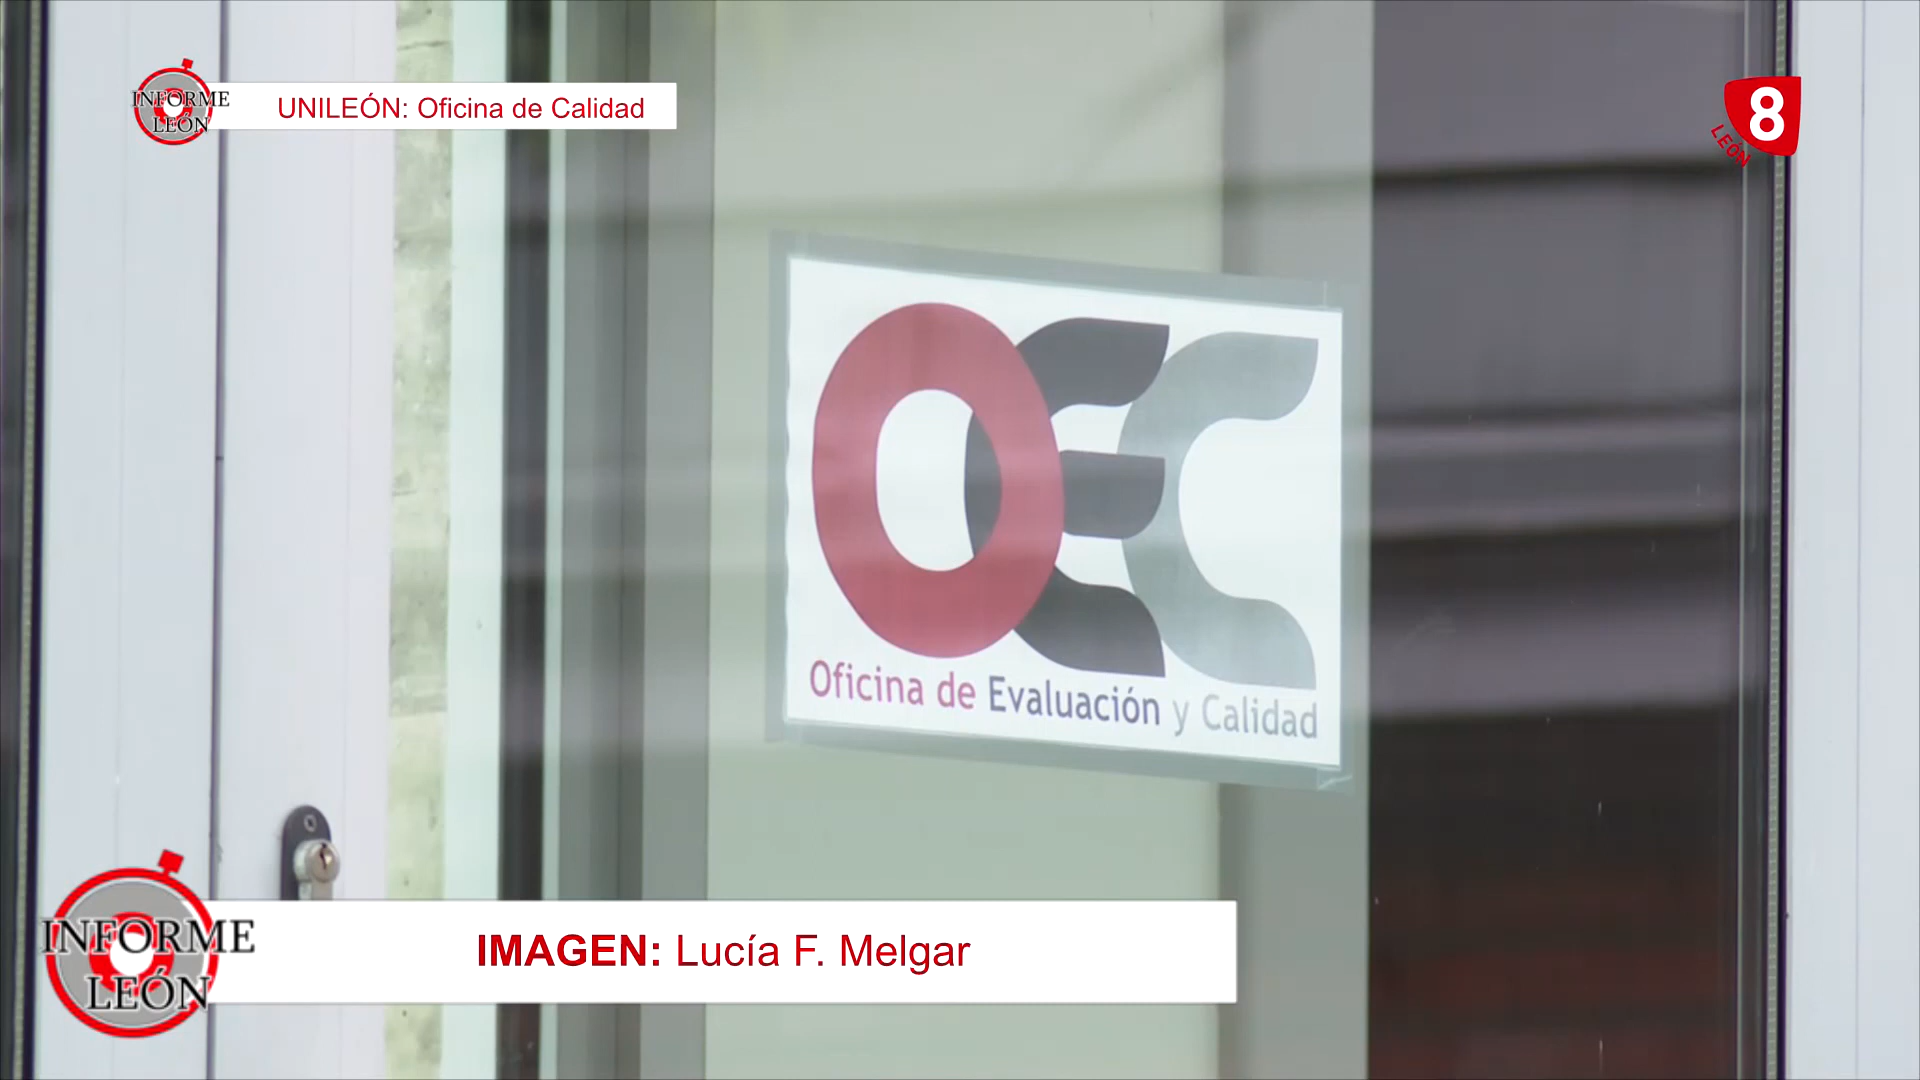 INFORME
LEÓN
UNILEÓN: Oficina de Calidad
8
LEÓN
OEC
Oficina de Evaluación y Calidad
INFORME
LEÓN
IMAGEN: Lucía F. Melgar